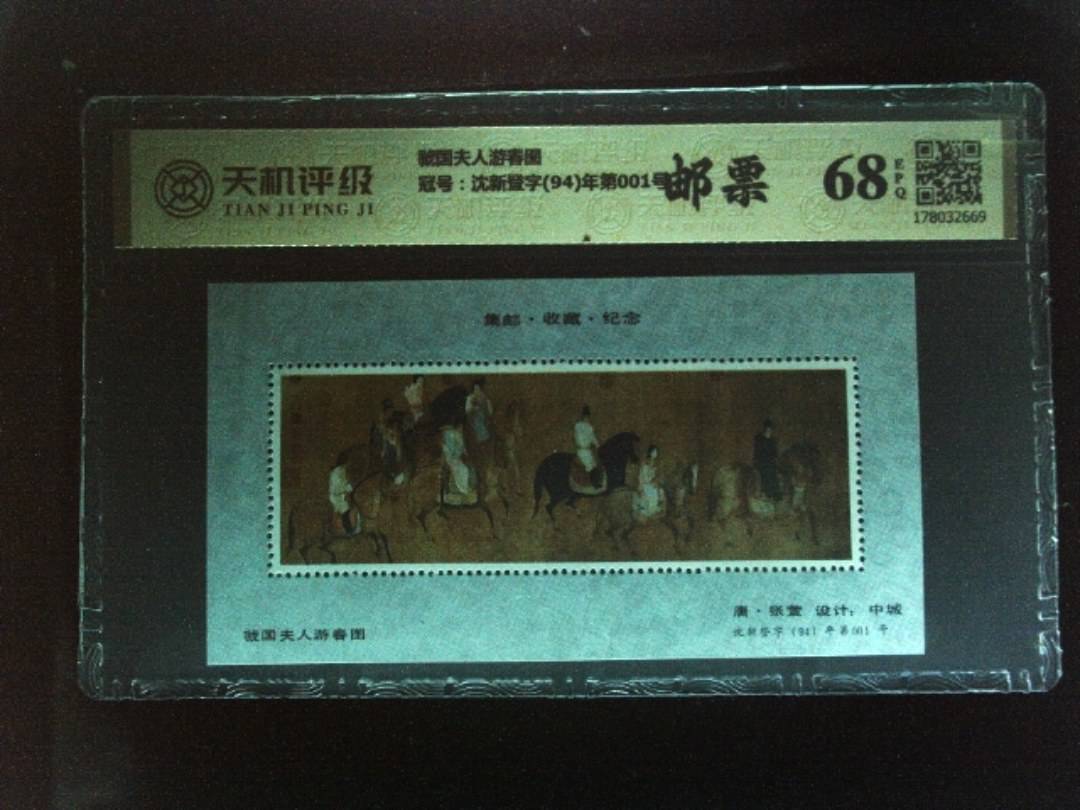 天机评级
TIAN JI PING JI
虢国夫人游春图
冠号：沈新登字(94)年第001号
邮票
68
EPQ
178032669
集邮·收藏·纪念
唐·张萱 设计：中城
虢国夫人游春图
沈新登字（94）年第001号